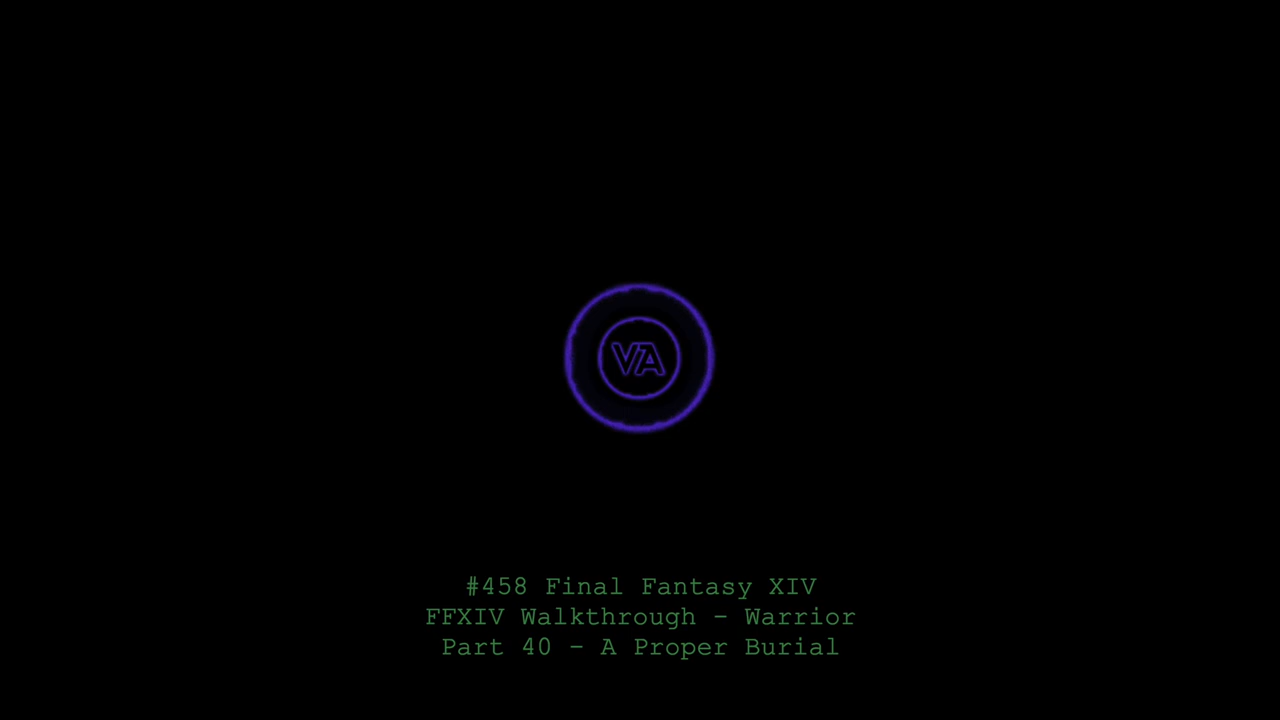 VA
#458 Final Fantasy XIV
FFXIV Walkthrough - Warrior
Part 40 - A Proper Burial